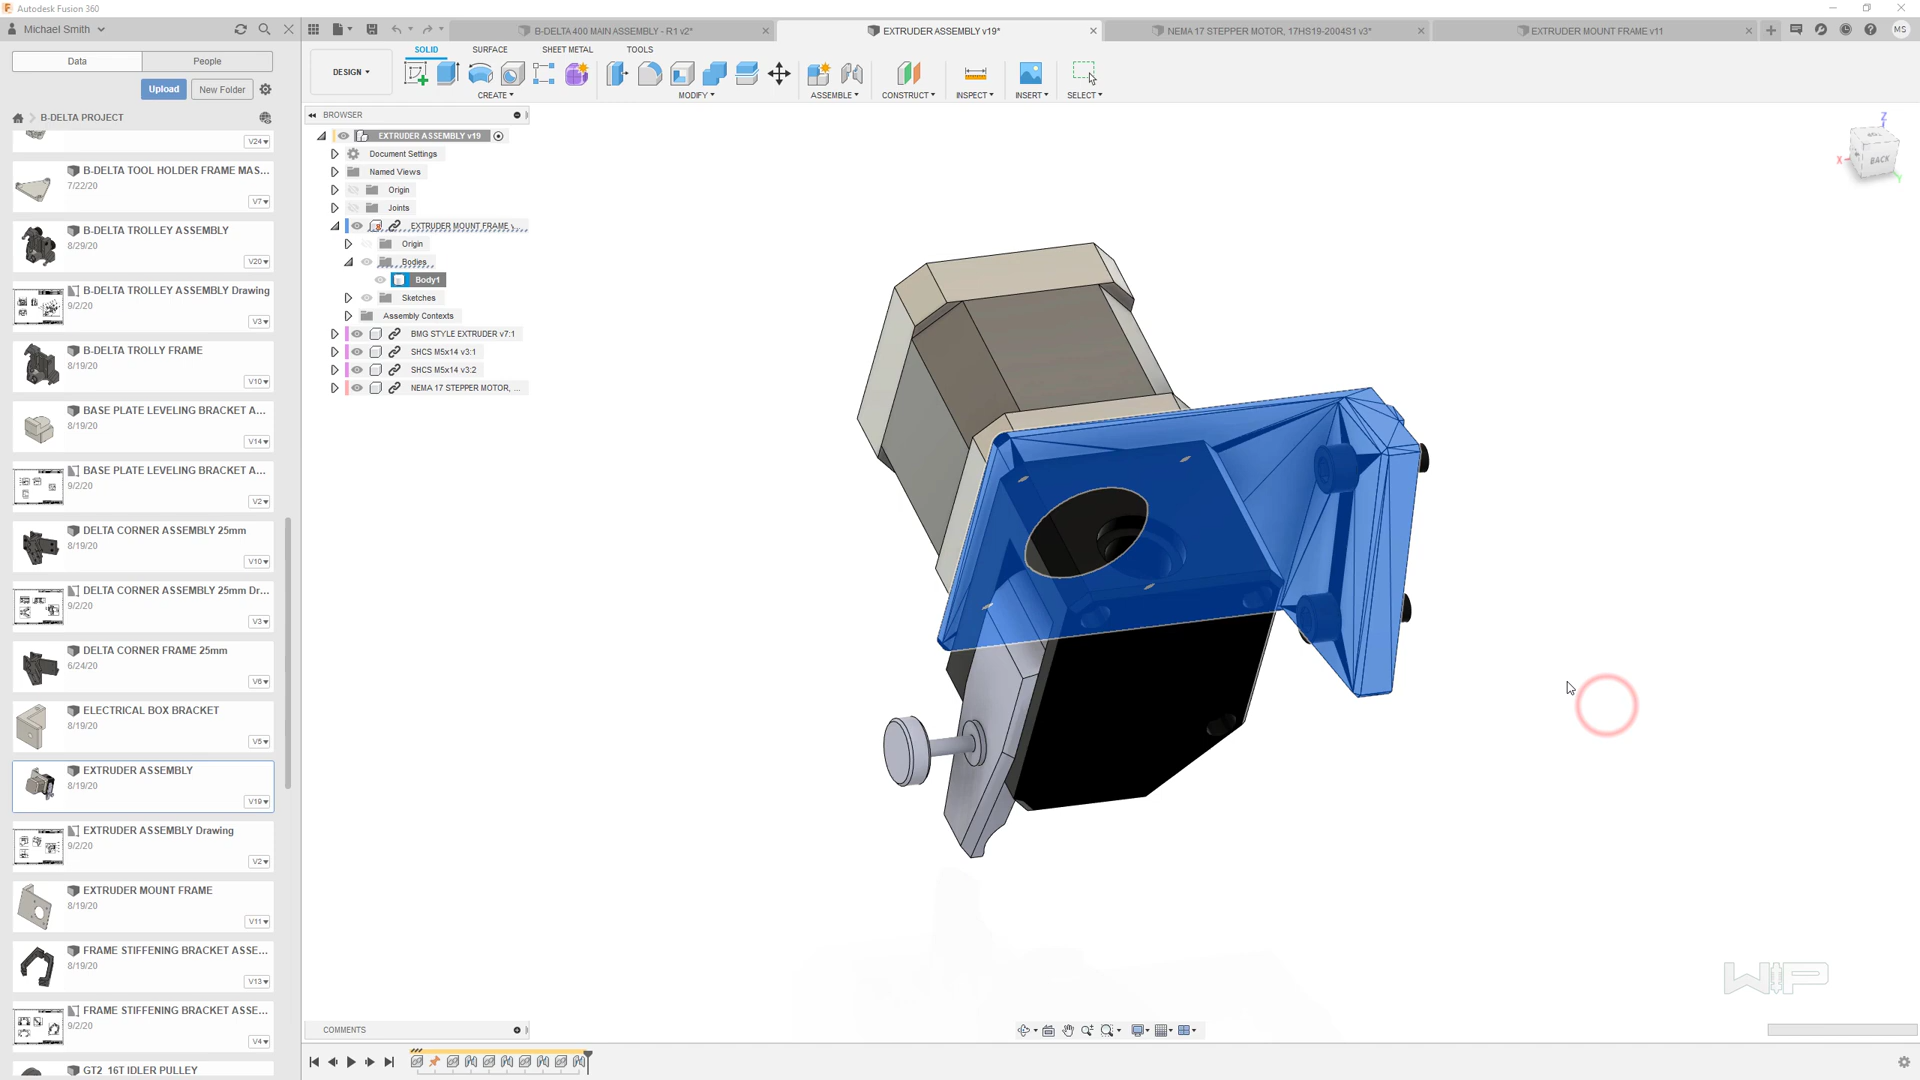 Autodesk Fusion 360
Michael Smith
B-DELTA 400 MAIN ASSEMBLY - R1 v2*
EXTRUDER ASSEMBLY v19*
NEMA 17 STEPPER MOTOR, 17HS19-2004S1 v3*
EXTRUDER MOUNT FRAME v11
MS
Data
People
Upload
New Folder
B-DELTA PROJECT
DESIGN
SOLID
SURFACE
SHEET METAL
TOOLS
CREATE
MODIFY
ASSEMBLE
CONSTRUCT
INSPECT
INSERT
SELECT
BROWSER
EXTRUDER ASSEMBLY v19
Document Settings
Named Views
Origin
Joints
EXTRUDER MOUNT FRAME v...
Origin
Bodies
Body1
Sketches
Assembly Contexts
BMG STYLE EXTRUDER v7:1
SHCS M5x14 v3:1
SHCS M5x14 v3:2
NEMA 17 STEPPER MOTOR, ...
V24
B-DELTA TOOL HOLDER FRAME MAS...
7/22/20
V7
B-DELTA TROLLEY ASSEMBLY
8/29/20
V20
B-DELTA TROLLEY ASSEMBLY Drawing
9/2/20
V3
B-DELTA TROLLY FRAME
8/19/20
V10
BASE PLATE LEVELING BRACKET A...
8/19/20
V14
BASE PLATE LEVELING BRACKET A...
9/2/20
V2
DELTA CORNER ASSEMBLY 25mm
8/19/20
V10
DELTA CORNER ASSEMBLY 25mm Dr...
9/2/20
V3
DELTA CORNER FRAME 25mm
6/24/20
V6
ELECTRICAL BOX BRACKET
8/19/20
V5
EXTRUDER ASSEMBLY
8/19/20
V19
EXTRUDER ASSEMBLY Drawing
9/2/20
V2
EXTRUDER MOUNT FRAME
8/19/20
V11
FRAME STIFFENING BRACKET ASSE...
8/19/20
V13
FRAME STIFFENING BRACKET ASSE...
9/2/20
V4
GT2 16T IDLER PULLEY
Z
X
BACK
Y
WIP
COMMENTS